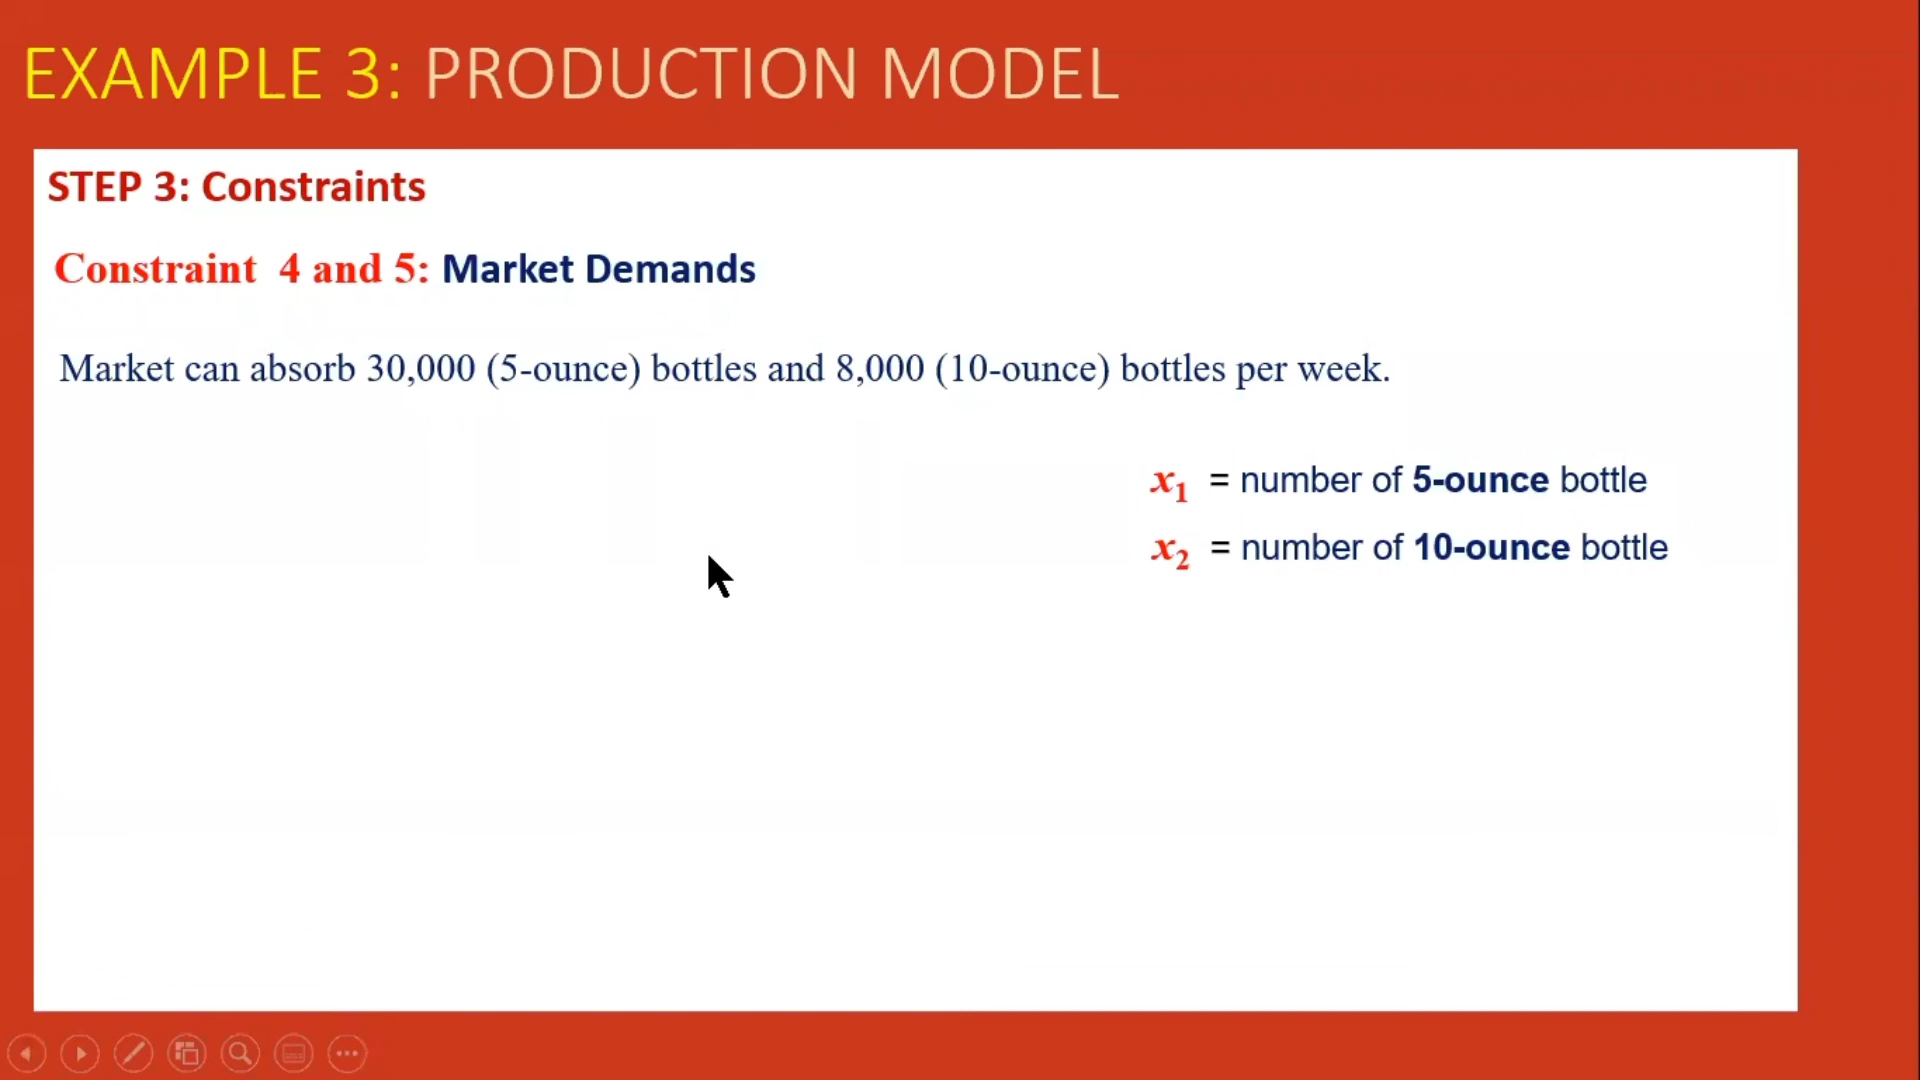 EXAMPLE 3: PRODUCTION MODEL
STEP 3: Constraints
Constraint 4 and 5: Market Demands
Market can absorb 30,000 (5-ounce) bottles and 8,000 (10-ounce) bottles per week.
x₁ = number of 5-ounce bottle
x₂ = number of 10-ounce bottle